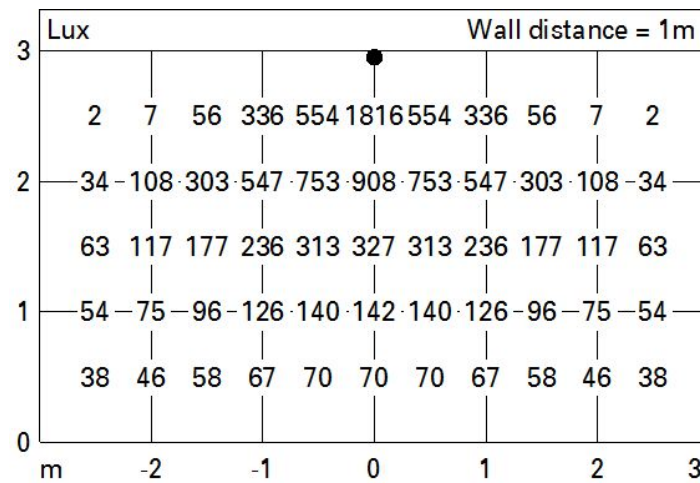 Lux Wall distance = 1m
3
2 7 56 336 554 1816 554 336 56 7 2
2 34 108 303 547 753 908 753 547 303 108 34
63 117 177 236 313 327 313 236 177 117 63
1 54 75 96 126 140 142 140 126 96 75 54
38 46 58 67 70 70 70 67 58 46 38
0
m -2 -1 0 1 2 3